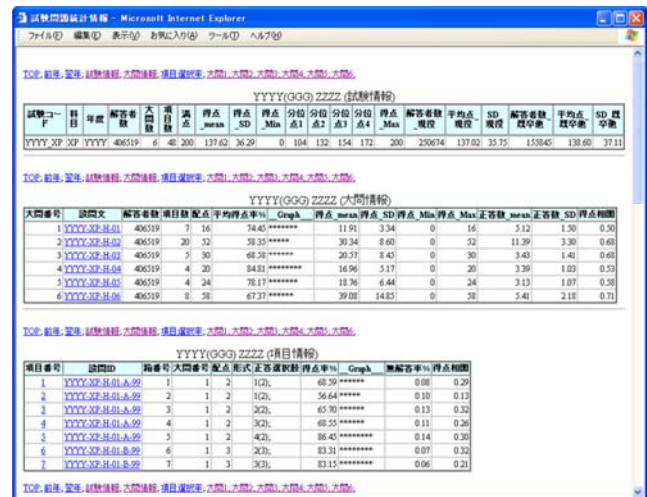 試験問題統計情報 - Microsoft Internet Explorer
ファイル(F) 編集(E) 表示(V) お気に入り(A) ツール(T) ヘルプ(H)
TOP, 前年, 翌年, 試験情報, 大問情報, 項目選択率, 大問1, 大問2, 大問3, 大問4, 大問5, 大問6,
YYYY(GGG) ZZZZ (試験情報)
試験コード 科目 年度 解答者数 大問数 項目数 満点 得点_mean 得点_SD 得点_Min 分位点1 分位点2 分位点3 分位点4 得点_Max 解答者数_現役 平均点_現役 SD_現役 解答者数_既卒他 平均点_既卒他 SD_既卒他
YYYY_XP XP YYYY 406519 6 48 200 137.62 36.29 0 104 132 154 172 200 250674 137.02 35.75 155845 138.60 37.11
TOP, 前年, 翌年, 試験情報, 大問情報, 項目選択率, 大問1, 大問2, 大問3, 大問4, 大問5, 大問6,
YYYY(GGG) ZZZZ (大問情報)
大問番号 設問文 解答者数 項目数 配点 平均得点率% _Graph_ 得点_mean 得点_SD 得点_Min 得点_Max 正答数_mean 正答数_SD 得点相関
1 YYYY-XP-H-01 406519 7 16 74.45 ******* 11.91 3.34 0 16 5.12 1.50 0.50
2 YYYY-XP-H-02 406519 20 52 58.35 ***** 30.34 8.60 0 52 11.39 3.30 0.68
3 YYYY-XP-H-03 406519 5 30 68.58 ****** 20.57 8.45 0 30 3.43 1.41 0.68
4 YYYY-XP-H-04 406519 4 20 84.81 ******** 16.96 5.17 0 20 3.39 1.03 0.53
5 YYYY-XP-H-05 406519 4 24 78.17 ******* 18.76 6.44 0 24 3.13 1.07 0.58
6 YYYY-XP-H-06 406519 8 58 67.37 ****** 39.08 14.85 0 58 5.41 2.18 0.71
TOP, 前年, 翌年, 試験情報, 大問情報, 項目選択率, 大問1, 大問2, 大問3, 大問4, 大問5, 大問6,
YYYY(GGG) ZZZZ (項目情報)
項目番号 設問ID 箱番号 大問番号 配点 形式 正答選択肢 得点率% _Graph_ 無解答率% 得点相関
1 YYYY-XP-H-01-A-99 1 1 2 1(2); 68.59 ****** 0.08 0.29
2 YYYY-XP-H-01-A-99 2 1 2 1(2); 56.64 ***** 0.10 0.13
3 YYYY-XP-H-01-A-99 3 1 2 2(2); 65.70 ****** 0.13 0.32
4 YYYY-XP-H-01-A-99 4 1 2 3(2); 68.55 ****** 0.11 0.26
5 YYYY-XP-H-01-A-99 5 1 2 4(2); 86.45 ******** 0.14 0.30
6 YYYY-XP-H-01-B-99 6 1 3 2(3); 83.31 ******** 0.07 0.32
7 YYYY-XP-H-01-B-99 7 1 3 3(3); 83.15 ******** 0.06 0.21
TOP, 前年, 翌年, 試験情報, 大問情報, 項目選択率, 大問1, 大問2, 大問3, 大問4, 大問5, 大問6,